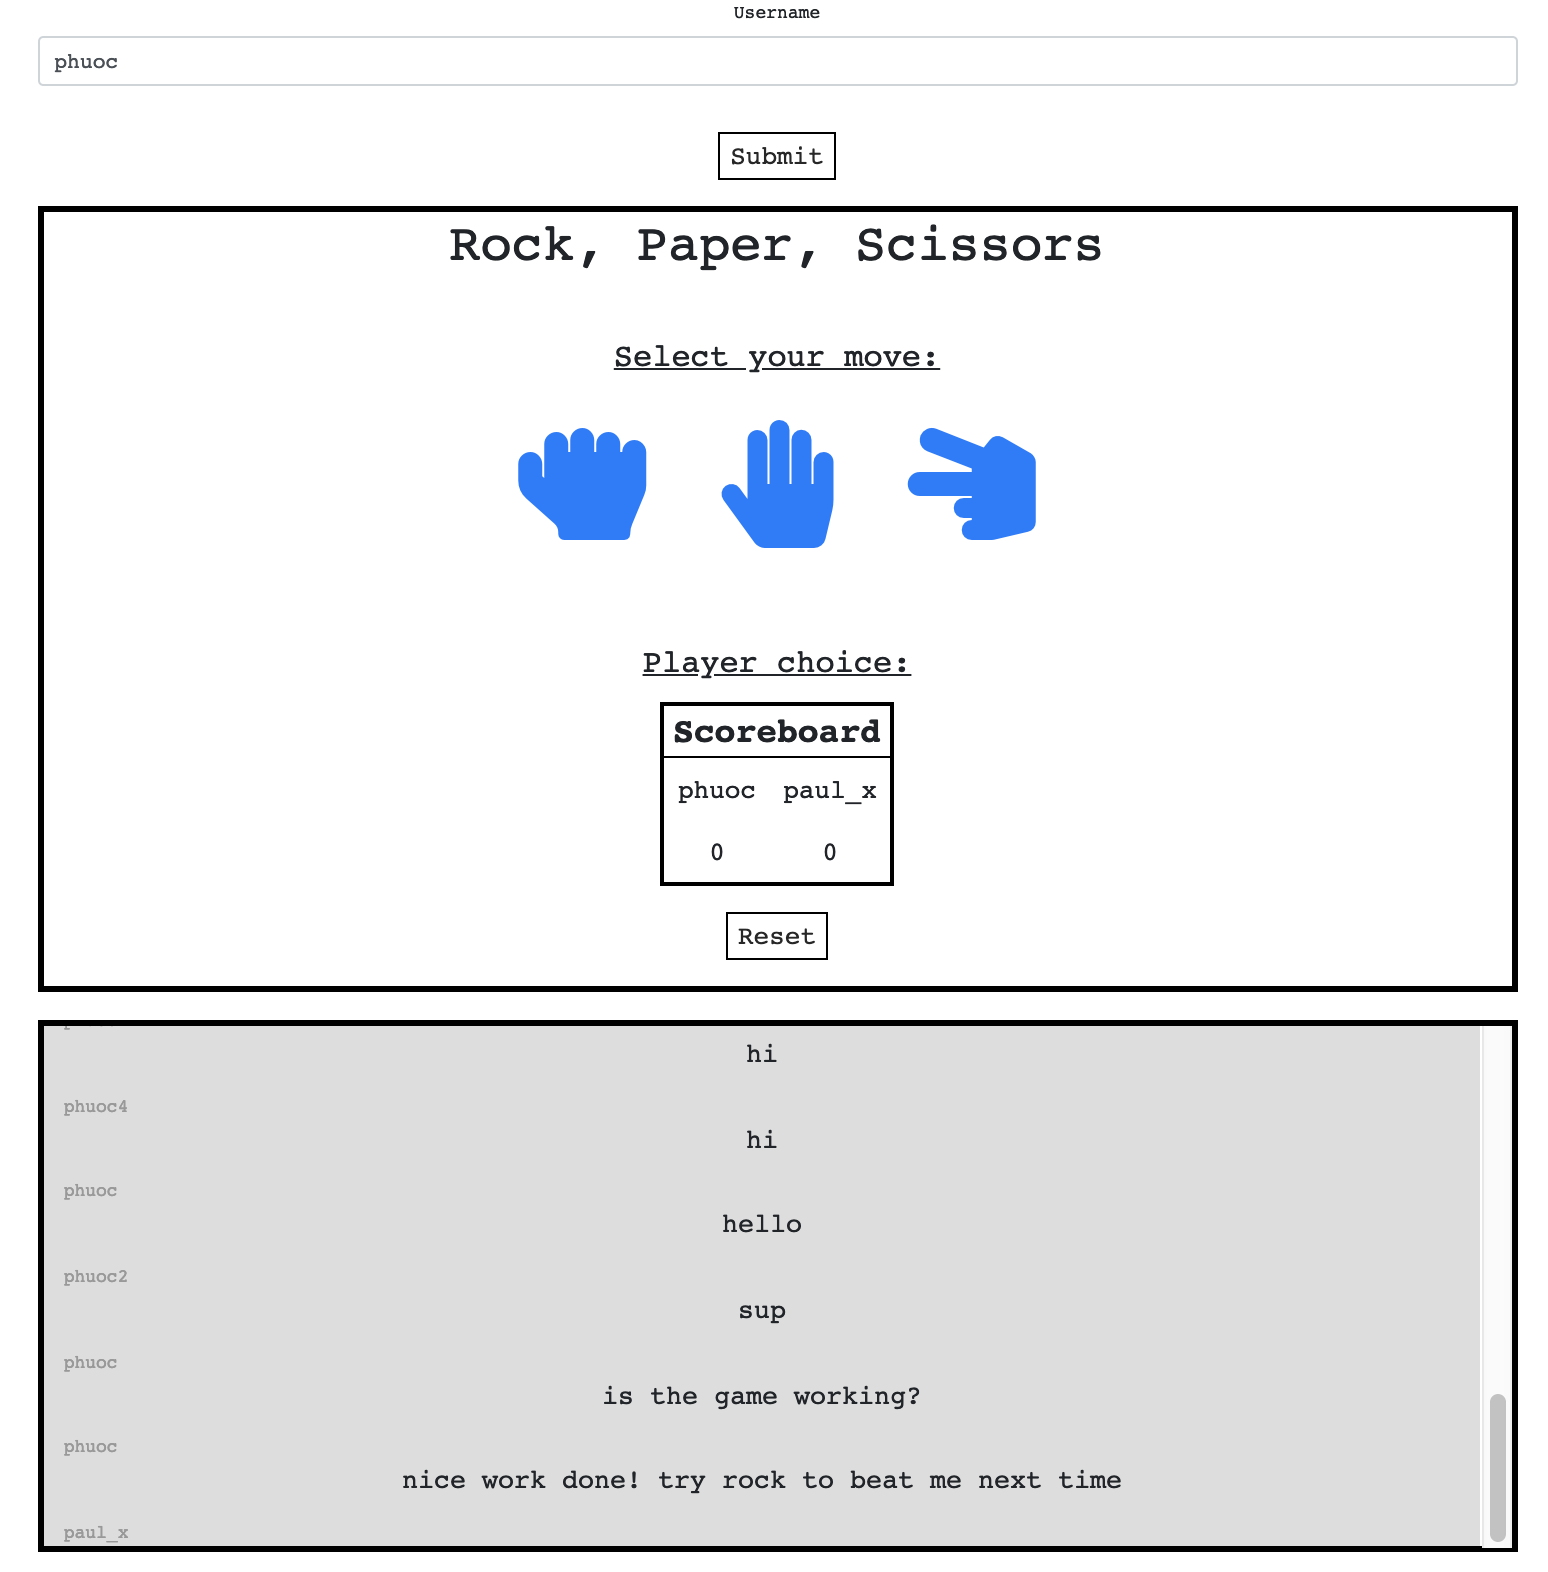 Username
phuoc
Submit
Rock, Paper, Scissors
Select your move:
Player choice:
Scoreboard
phuoc paul_x
0 0
Reset
hi
phuoc4
hi
phuoc
hello
phuoc2
sup
phuoc
is the game working?
phuoc
nice work done! try rock to beat me next time
paul_x